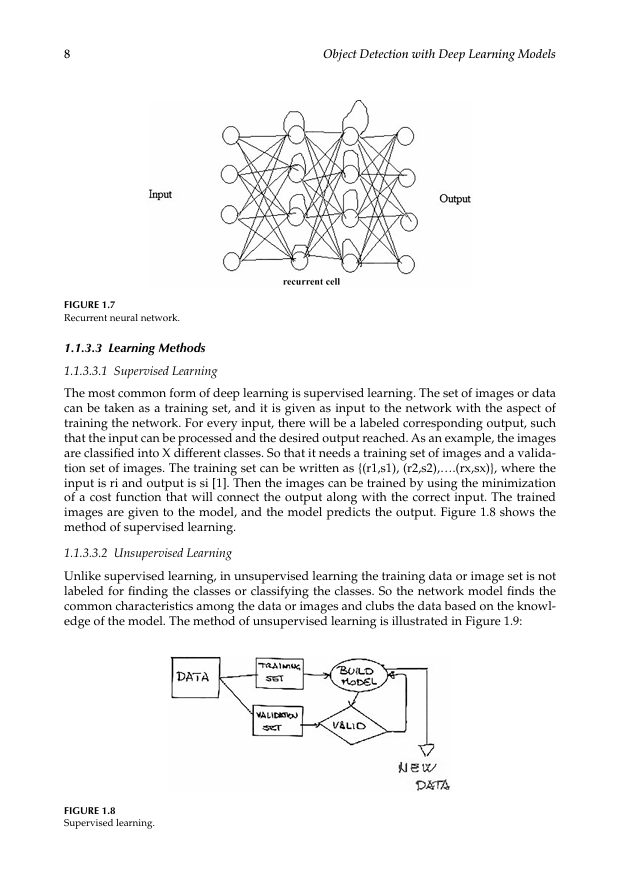 8 Object Detection with Deep Learning Models
Input
Output
recurrent cell
FIGURE 1.7
Recurrent neural network.
1.1.3.3 Learning Methods
1.1.3.3.1 Supervised Learning
The most common form of deep learning is supervised learning. The set of images or data
can be taken as a training set, and it is given as input to the network with the aspect of
training the network. For every input, there will be a labeled corresponding output, such
that the input can be processed and the desired output reached. As an example, the images
are classified into X different classes. So that it needs a training set of images and a valida-
tion set of images. The training set can be written as {(r1,s1), (r2,s2),….(rx,sx)}, where the
input is ri and output is si [1]. Then the images can be trained by using the minimization
of a cost function that will connect the output along with the correct input. The trained
images are given to the model, and the model predicts the output. Figure 1.8 shows the
method of supervised learning.
1.1.3.3.2 Unsupervised Learning
Unlike supervised learning, in unsupervised learning the training data or image set is not
labeled for finding the classes or classifying the classes. So the network model finds the
common characteristics among the data or images and clubs the data based on the knowl-
edge of the model. The method of unsupervised learning is illustrated in Figure 1.9:
DATA
TRAINING
SET
BUILD
MODEL
VALIDATION
SET
VALID
NEW
DATA
FIGURE 1.8
Supervised learning.